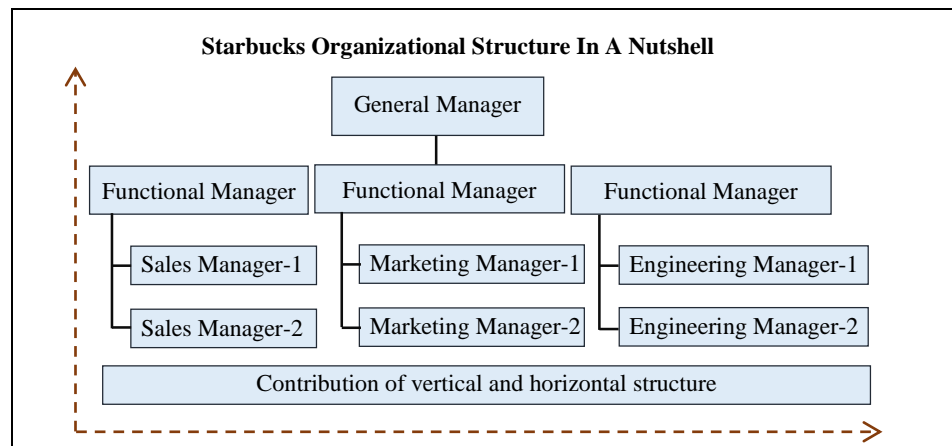 Starbucks Organizational Structure In A Nutshell
General Manager
Functional Manager
Functional Manager
Functional Manager
Sales Manager-1
Marketing Manager-1
Engineering Manager-1
Sales Manager-2
Marketing Manager-2
Engineering Manager-2
Contribution of vertical and horizontal structure